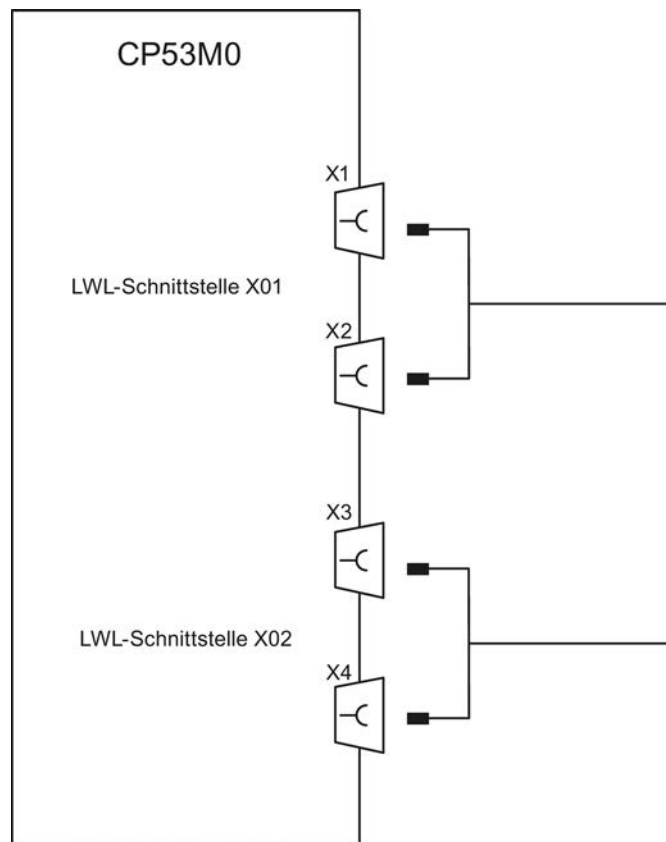 CP53M0
X1
LWL-Schnittstelle X01
X2
X3
LWL-Schnittstelle X02
X4